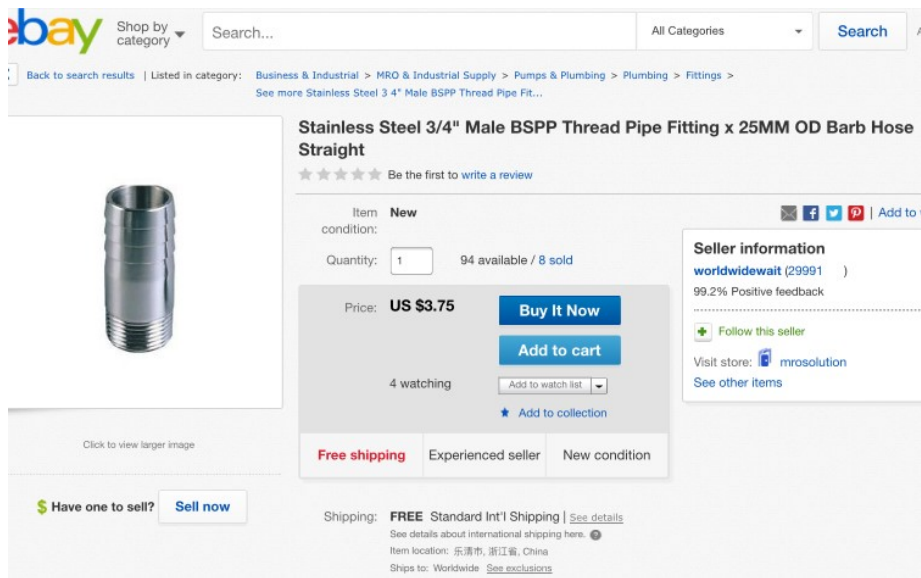 ebay
Shop by
category
Search...
All Categories
Search
Back to search results | Listed in category: Business & Industrial > MRO & Industrial Supply > Pumps & Plumbing > Plumbing > Fittings >
See more Stainless Steel 3 4" Male BSPP Thread Pipe Fit...
Stainless Steel 3/4" Male BSPP Thread Pipe Fitting x 25MM OD Barb Hose
Straight
Be the first to write a review
Item condition: New
Quantity: 1 94 available / 8 sold
Price: US $3.75
Buy It Now
Add to cart
4 watching
Add to watch list
Add to collection
Free shipping Experienced seller New condition
Shipping: FREE Standard Int'l Shipping | See details
See details about international shipping here.
Item location: 乐清市, 浙江省, China
Ships to: Worldwide See exclusions
| Add to
Seller information
worldwidewait (29991 )
99.2% Positive feedback
Follow this seller
Visit store: mrosolution
See other items
Click to view larger image
$ Have one to sell? Sell now